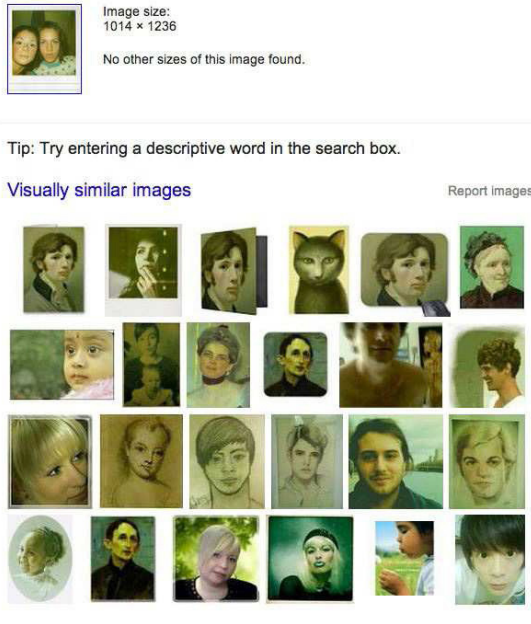 Image size:
1014 × 1236
No other sizes of this image found.
Tip: Try entering a descriptive word in the search box.
Visually similar images
Report images